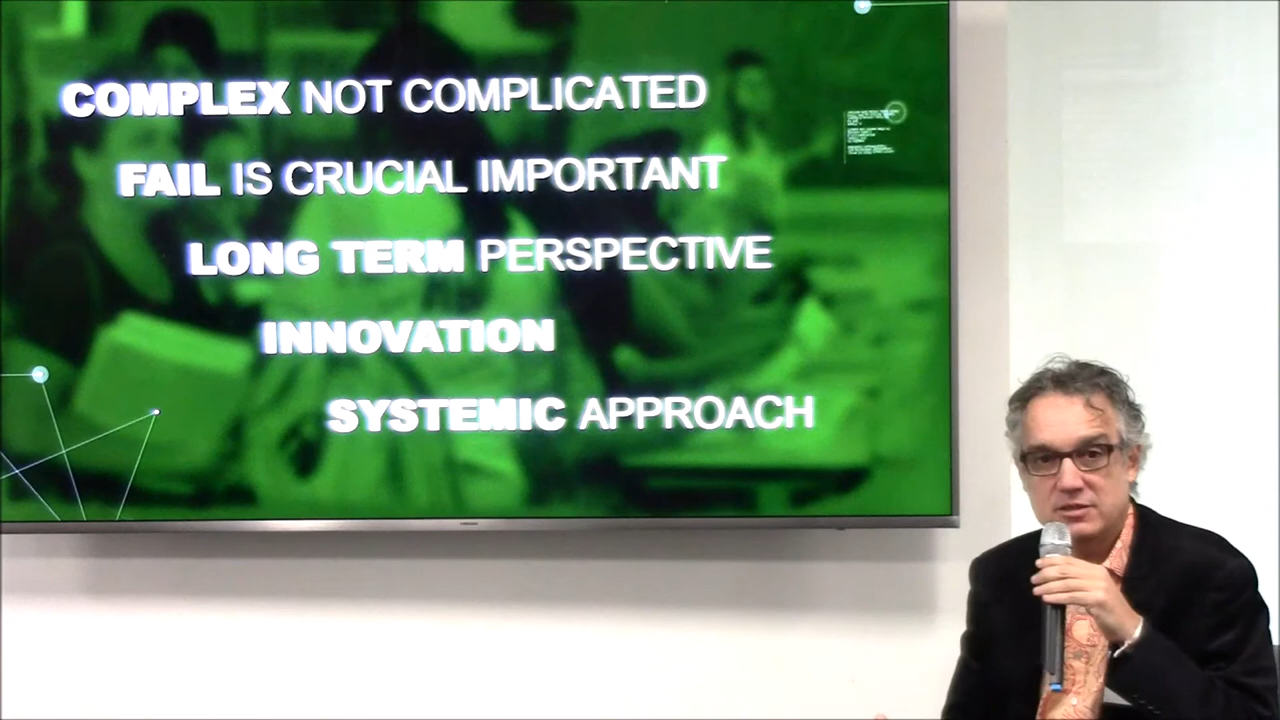 COMPLEX NOT COMPLICATED
FAIL IS CRUCIAL IMPORTANT
LONG TERM PERSPECTIVE
INNOVATION
SYSTEMIC APPROACH